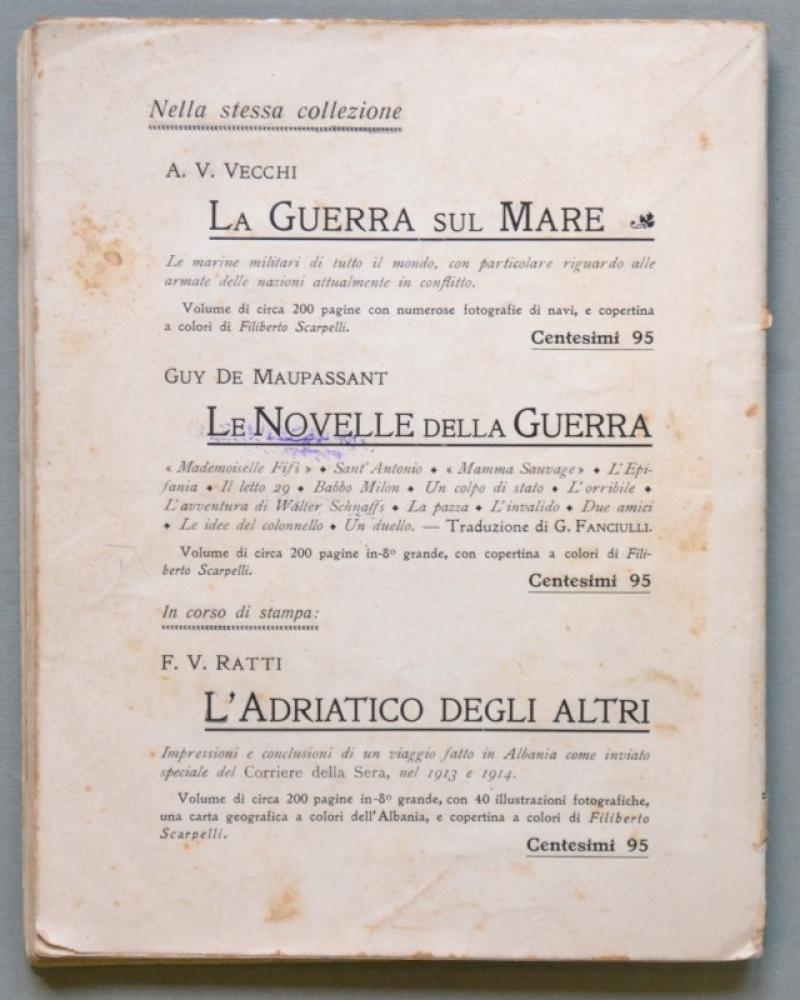 Nella stessa collezione
A. V. VECCHI
LA GUERRA SUL MARE
Le marine militari di tutto il mondo, con particolare riguardo alle
armate delle nazioni attualmente in conflitto.
Volume di circa 200 pagine con numerose fotografie di navi, e copertina
a colori di Filiberto Scarpelli.
Centesimi 95
GUY DE MAUPASSANT
LE NOVELLE DELLA GUERRA
« Mademoiselle Fifì » ♦ Sant'Antonio ♦ « Mamma Sauvage » ♦ L'Epi-
fania ♦ Il letto 29 ♦ Babbo Milon ♦ Un colpo di stato ♦ L'orribile ♦
L'avventura di Wálter Schnaffs ♦ La pazza ♦ L'invalido ♦ Due amici
♦ Le idee del colonnello ♦ Un duello. — Traduzione di G. FANCIULLI.
Volume di circa 200 pagine in-8º grande, con copertina a colori di Fili-
berto Scarpelli.
Centesimi 95
In corso di stampa:
F. V. RATTI
L'ADRIATICO DEGLI ALTRI
Impressioni e conclusioni di un viaggio fatto in Albania come inviato
speciale del Corriere della Sera, nel 1913 e 1914.
Volume di circa 200 pagine in-8º grande, con 40 illustrazioni fotografiche,
una carta geografica a colori dell'Albania, e copertina a colori di Filiberto
Scarpelli.
Centesimi 95